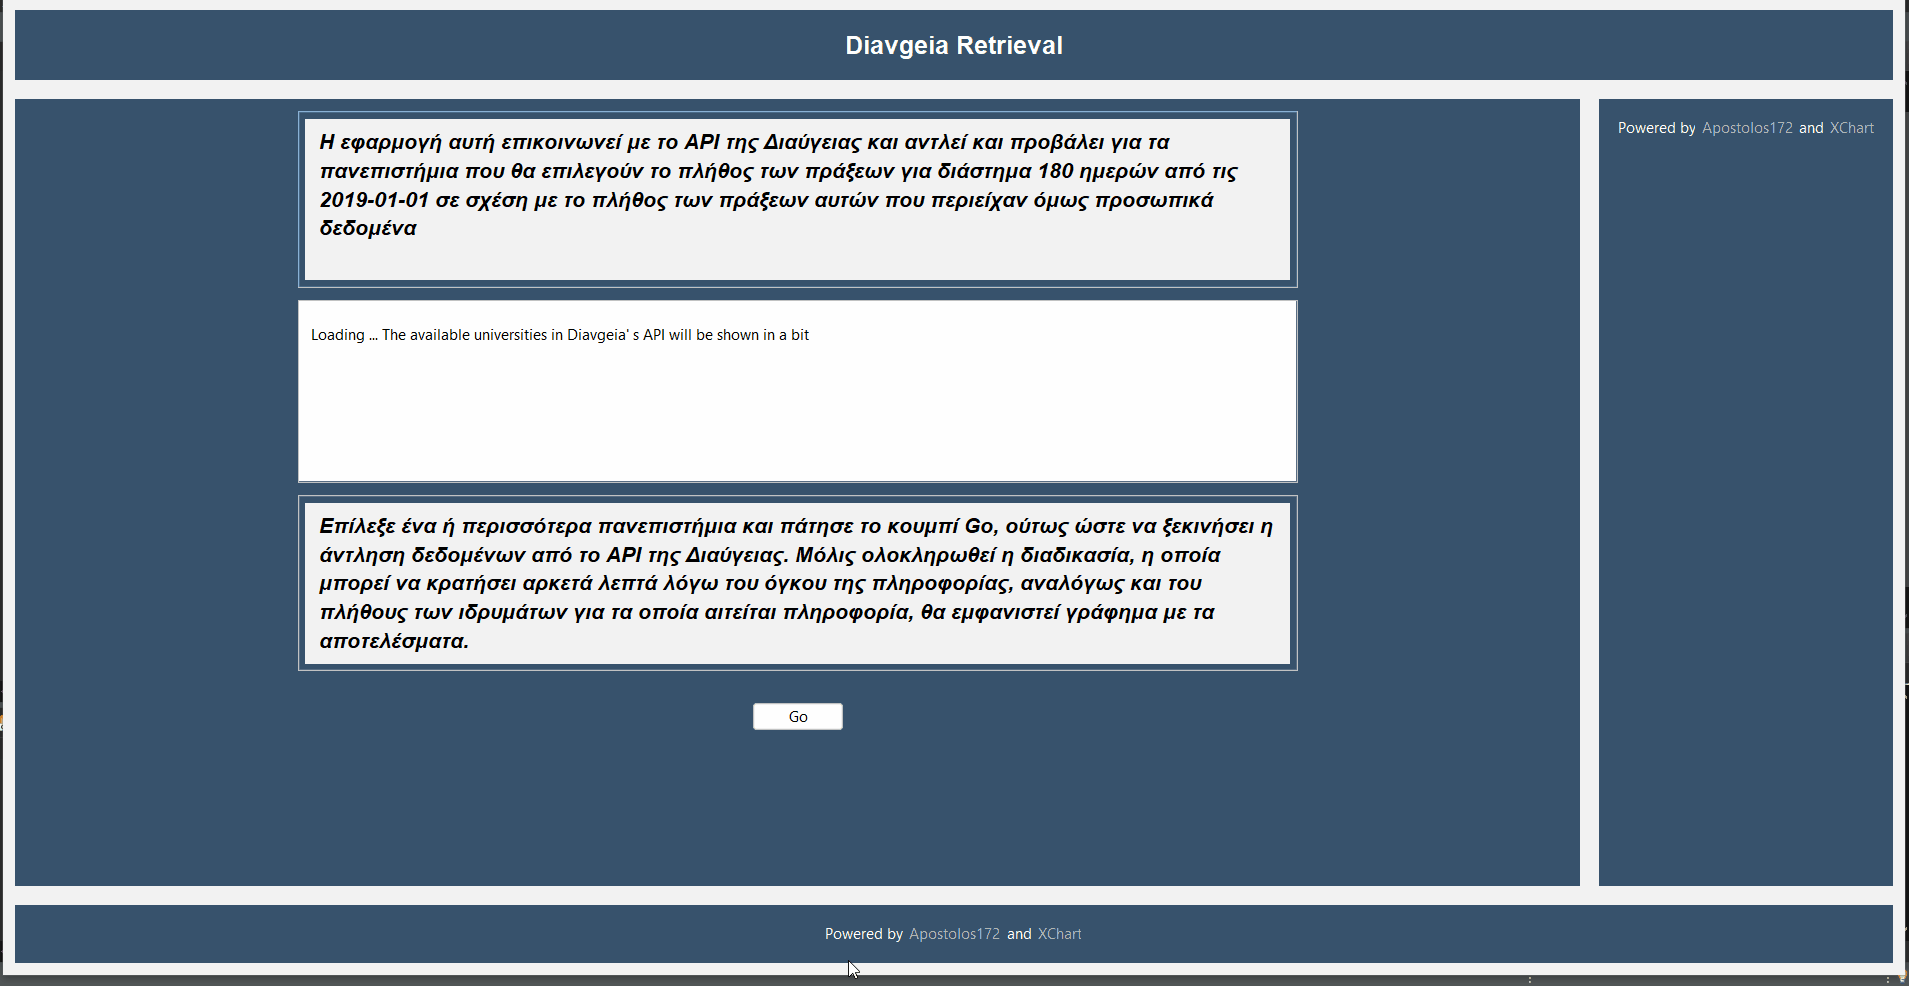 Diavgeia Retrieval
Η εφαρμογή αυτή επικοινωνεί με το API της Διαύγειας και αντλεί και προβάλει για τα
πανεπιστήμια που θα επιλεγούν το πλήθος των πράξεων για διάστημα 180 ημερών από τις
2019-01-01 σε σχέση με το πλήθος των πράξεων αυτών που περιείχαν όμως προσωπικά
δεδομένα
Loading ... The available universities in Diavgeia' s API will be shown in a bit
Επίλεξε ένα ή περισσότερα πανεπιστήμια και πάτησε το κουμπί Go, ούτως ώστε να ξεκινήσει η
άντληση δεδομένων από το API της Διαύγειας. Μόλις ολοκληρωθεί η διαδικασία, η οποία
μπορεί να κρατήσει αρκετά λεπτά λόγω του όγκου της πληροφορίας, αναλόγως και του
πλήθους των ιδρυμάτων για τα οποία αιτείται πληροφορία, θα εμφανιστεί γράφημα με τα
αποτελέσματα.
Go
Powered by Apostolos172 and XChart
Powered by Apostolos172 and XChart